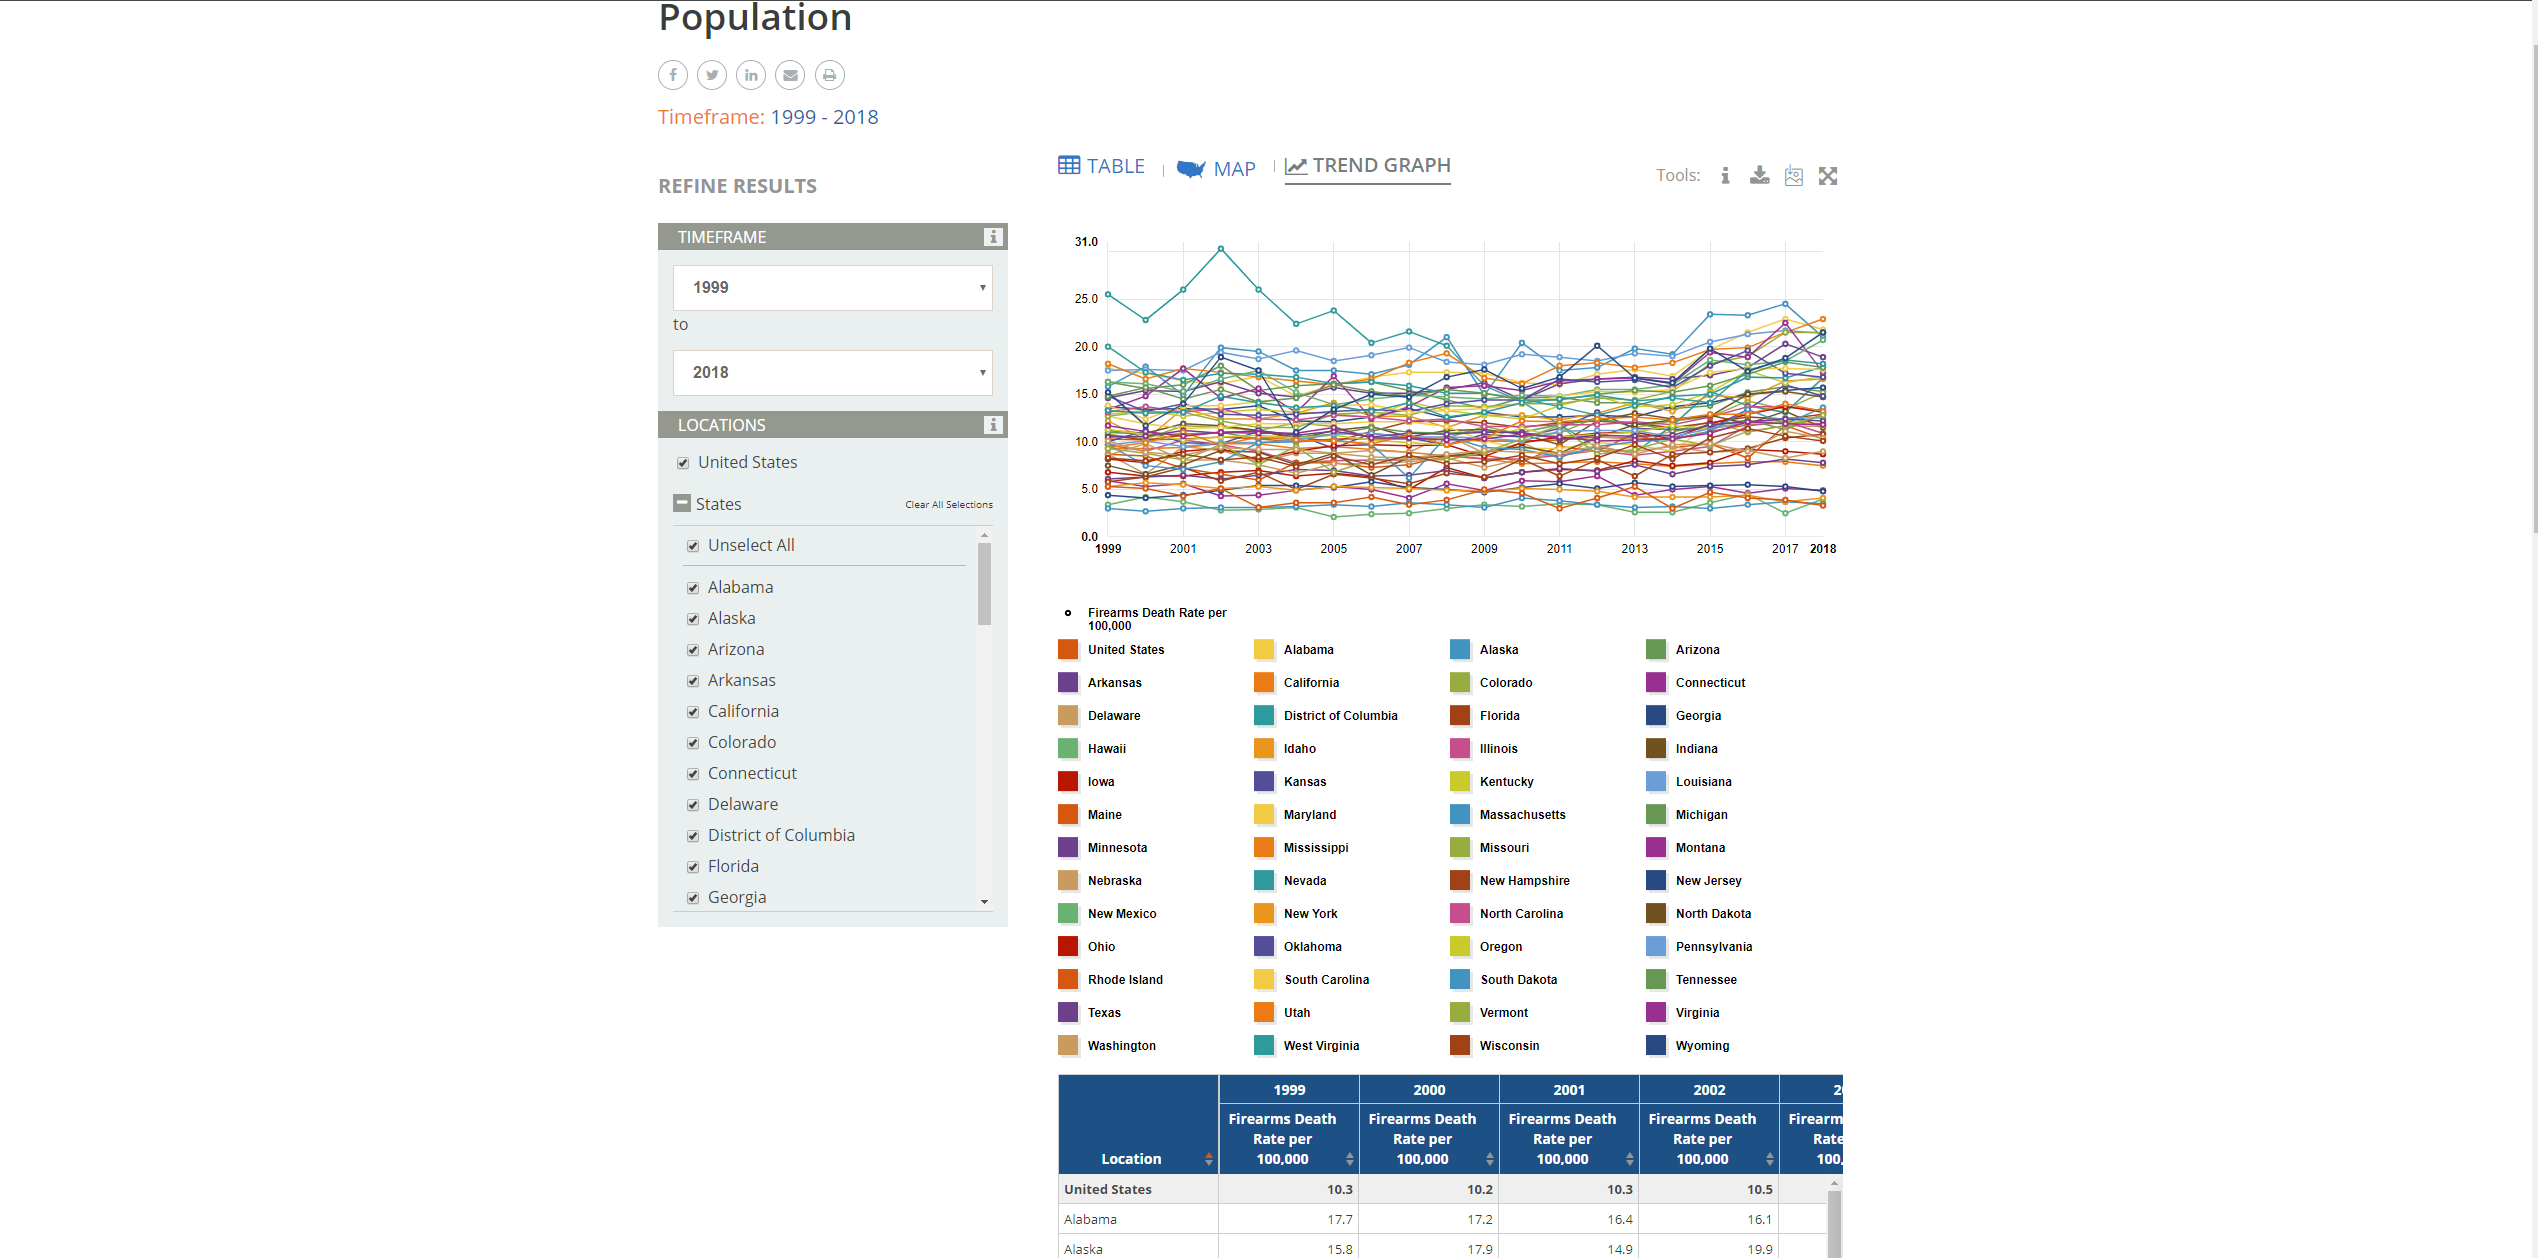 Population
Timeframe: 1999 - 2018
REFINE RESULTS
TIMEFRAME
1999
to
2018
LOCATIONS
United States
States
Clear All Selections
Unselect All
Alabama
Alaska
Arizona
Arkansas
California
Colorado
Connecticut
Delaware
District of Columbia
Florida
Georgia
TABLE | MAP | TREND GRAPH
Tools:
31.0
25.0
20.0
15.0
10.0
5.0
0.0
1999 2001 2003 2005 2007 2009 2011 2013 2015 2017 2018
Firearms Death Rate per
100,000
United States Alabama Alaska Arizona
Arkansas California Colorado Connecticut
Delaware District of Columbia Florida Georgia
Hawaii Idaho Illinois Indiana
Iowa Kansas Kentucky Louisiana
Maine Maryland Massachusetts Michigan
Minnesota Mississippi Missouri Montana
Nebraska Nevada New Hampshire New Jersey
New Mexico New York North Carolina North Dakota
Ohio Oklahoma Oregon Pennsylvania
Rhode Island South Carolina South Dakota Tennessee
Texas Utah Vermont Virginia
Washington West Virginia Wisconsin Wyoming
1999 2000 2001 2002 2
Firearms Death Firearms Death Firearms Death Firearms Death Firearm
Rate per Rate per Rate per Rate per Rate
Location 100,000 100,000 100,000 100,000 100,
United States 10.3 10.2 10.3 10.5
Alabama 17.7 17.2 16.4 16.1
Alaska 15.8 17.9 14.9 19.9